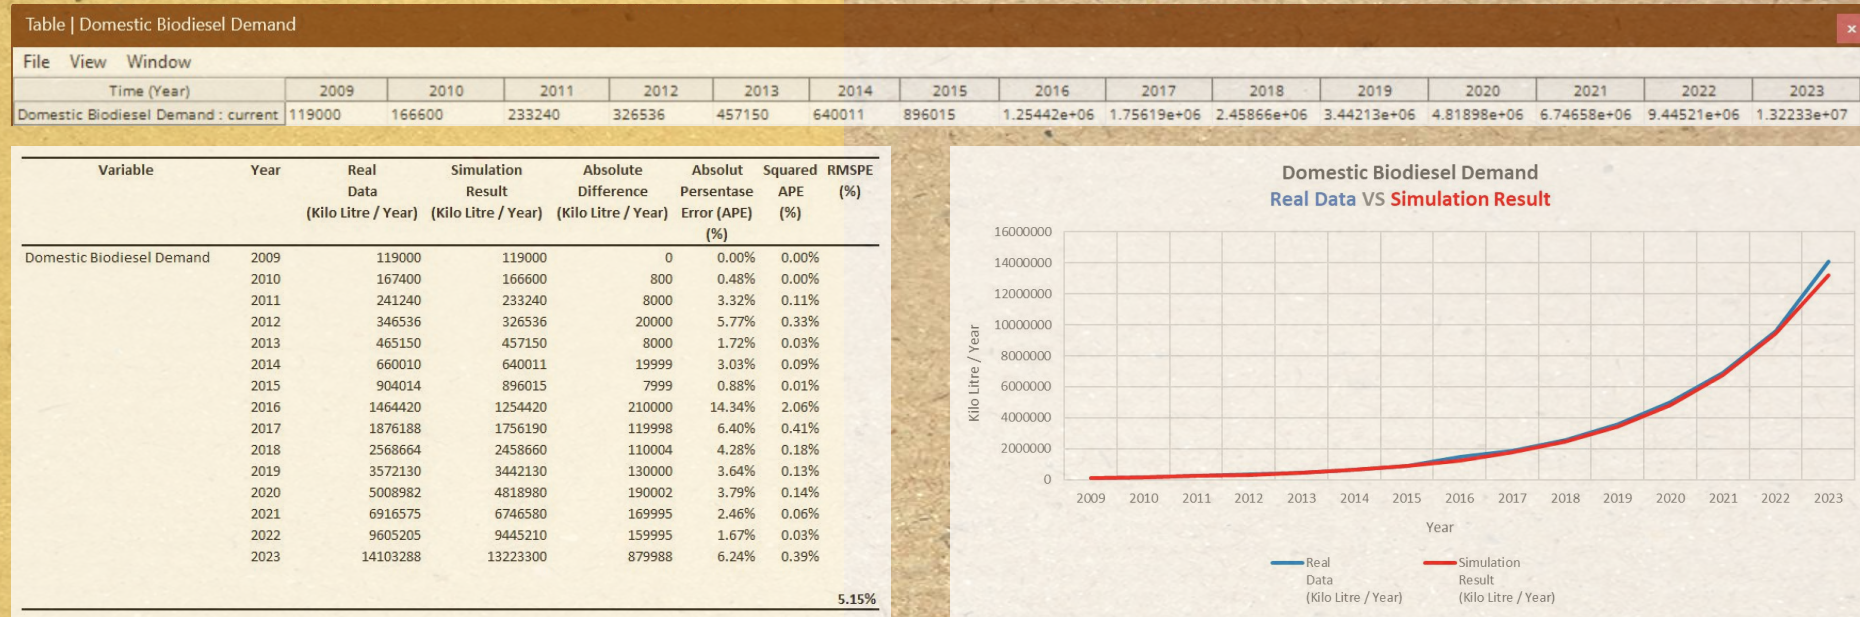 Table | Domestic Biodiesel Demand
×
File View Window
Time (Year) 2009 2010 2011 2012 2013 2014 2015 2016 2017 2018 2019 2020 2021 2022 2023
Domestic Biodiesel Demand : current 119000 166600 233240 326536 457150 640011 896015 1.25442e+06 1.75619e+06 2.45866e+06 3.44213e+06 4.81898e+06 6.74658e+06 9.44521e+06 1.32233e+07
Variable Year Real Simulation Absolute Absolut Squared RMSPE
Data Result Difference Persentase APE (%)
(Kilo Litre / Year) (Kilo Litre / Year) (Kilo Litre / Year) Error (APE) (%)
(%)
Domestic Biodiesel Demand 2009 119000 119000 0 0.00% 0.00%
2010 167400 166600 800 0.48% 0.00%
2011 241240 233240 8000 3.32% 0.11%
2012 346536 326536 20000 5.77% 0.33%
2013 465150 457150 8000 1.72% 0.03%
2014 660010 640011 19999 3.03% 0.09%
2015 904014 896015 7999 0.88% 0.01%
2016 1464420 1254420 210000 14.34% 2.06%
2017 1876188 1756190 119998 6.40% 0.41%
2018 2568664 2458660 110004 4.28% 0.18%
2019 3572130 3442130 130000 3.64% 0.13%
2020 5008982 4818980 190002 3.79% 0.14%
2021 6916575 6746580 169995 2.46% 0.06%
2022 9605205 9445210 159995 1.67% 0.03%
2023 14103288 13223300 879988 6.24% 0.39%
5.15%
Domestic Biodiesel Demand
Real Data VS Simulation Result
Kilo Litre / Year
16000000
14000000
12000000
10000000
8000000
6000000
4000000
2000000
0
2009 2010 2011 2012 2013 2014 2015 2016 2017 2018 2019 2020 2021 2022 2023
Year
Real Simulation
Data Result
(Kilo Litre / Year) (Kilo Litre / Year)